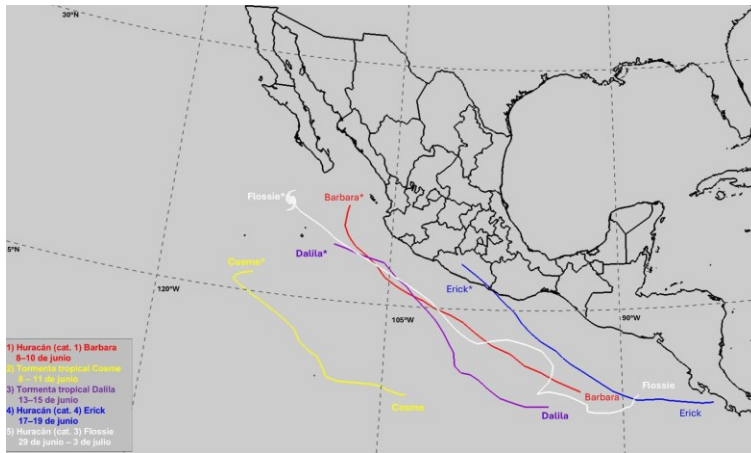 30°N
Flossie*
Barbara*
5°N
Dalila*
Cosme*
Erick*
120°W
105°W
90°W
Flossie
Barbara
Cosme
Dalila
Erick
1) Huracán (cat. 1) Barbara
8–10 de junio
2) Tormenta tropical Cosme
8 – 11 de junio
3) Tormenta tropical Dalila
13–15 de junio
4) Huracán (cat. 4) Erick
17–19 de junio
5) Huracán (cat. 3) Flossie
29 de junio – 3 de julio